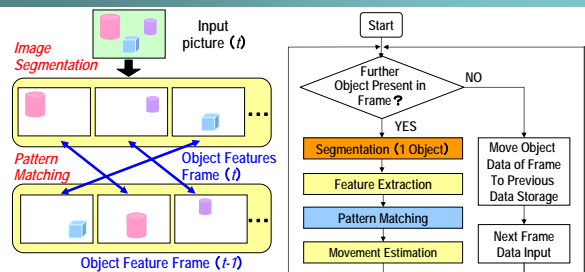 Input
picture (t)
Image
Segmentation
...
Object Features
Frame (t)
Pattern
Matching
...
Object Feature Frame (t-1)
Start
Further
Object Present in
Frame?
NO
YES
Segmentation (1 Object)
Feature Extraction
Pattern Matching
Movement Estimation
Move Object
Data of Frame
To Previous
Data Storage
Next Frame
Data Input